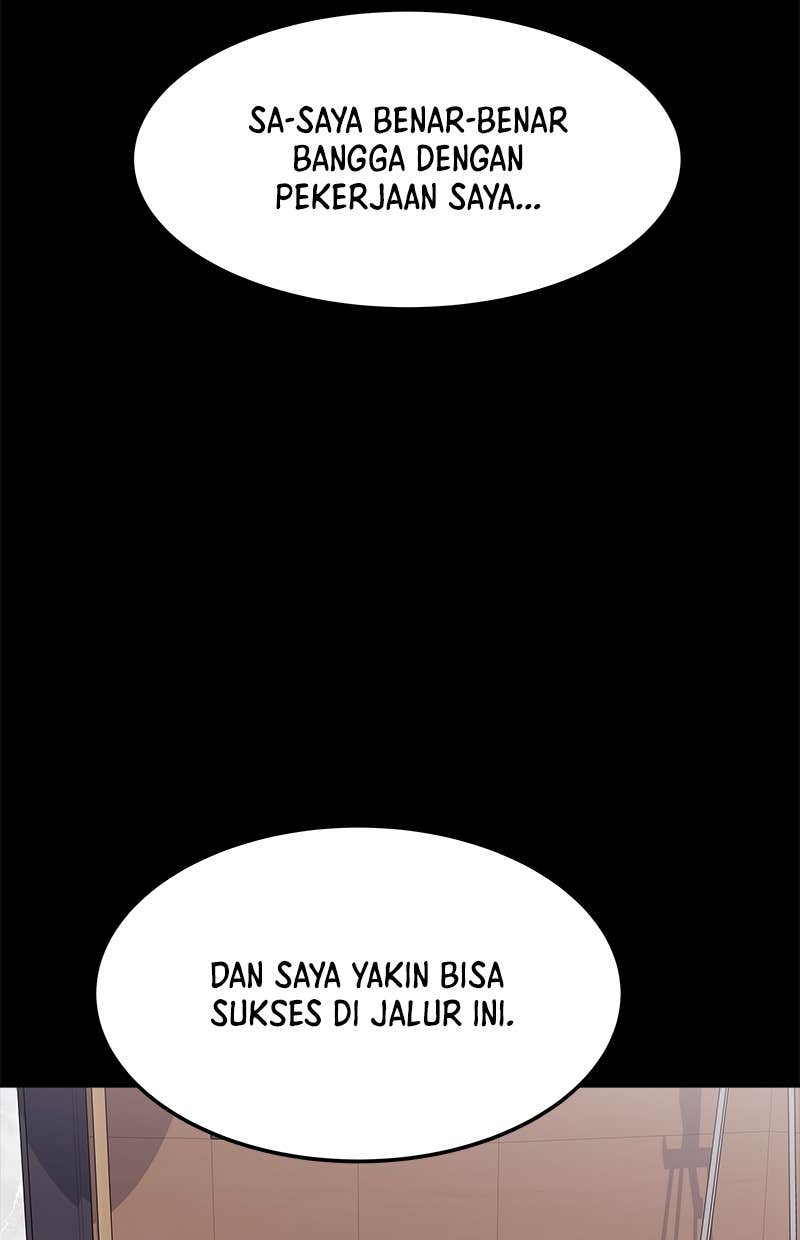 SA-SAYA BENAR-BENAR
BANGGA DENGAN
PEKERJAAN SAYA...
DAN SAYA YAKIN BISA
SUKSES DI JALUR INI.